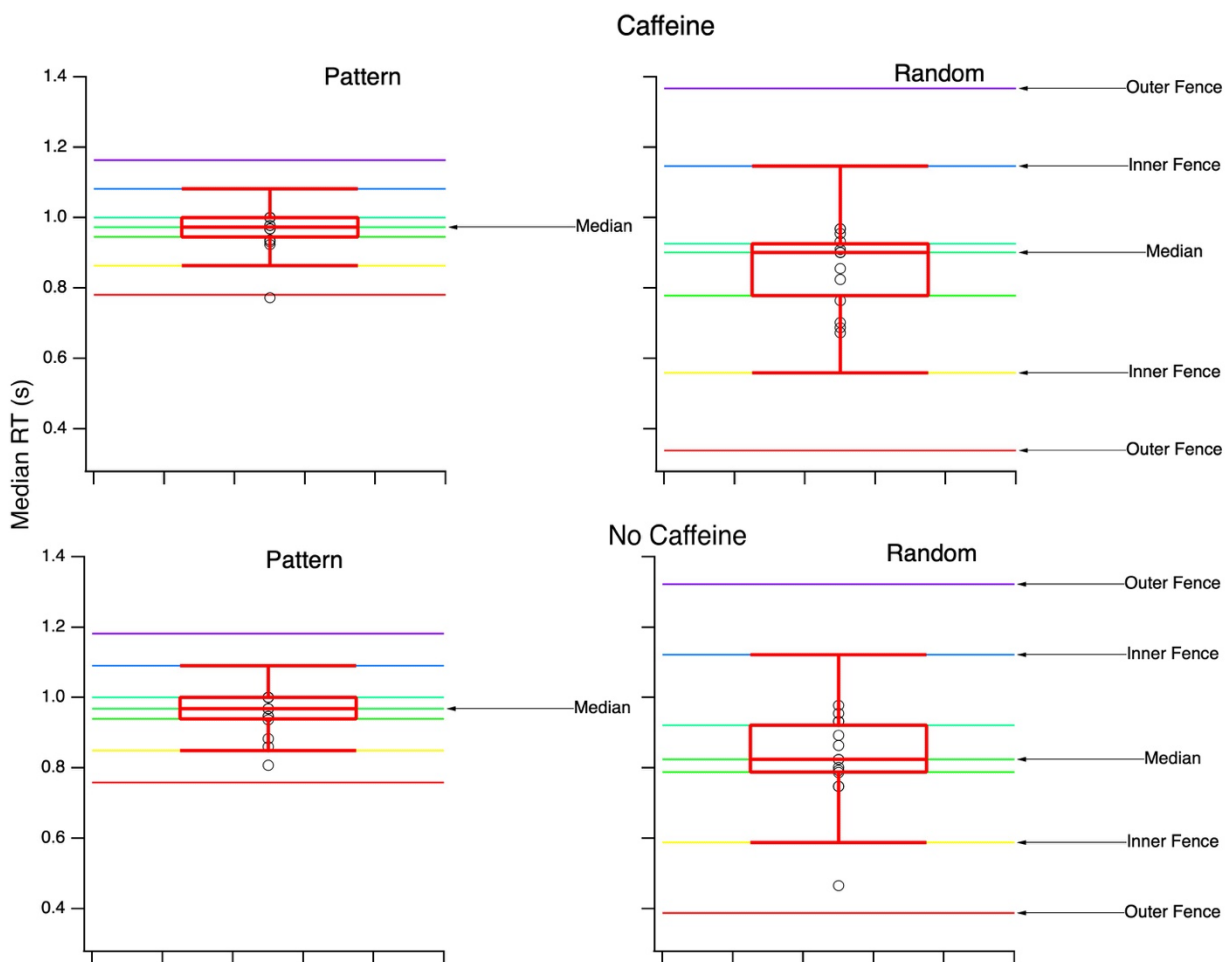 Caffeine
Pattern
Random
1.4
1.2
1.0
0.8
0.6
0.4
Median
Outer Fence
Inner Fence
Median
Inner Fence
Outer Fence
Median RT (s)
No Caffeine
Pattern
Random
1.4
1.2
1.0
0.8
0.6
0.4
Median
Outer Fence
Inner Fence
Median
Inner Fence
Outer Fence